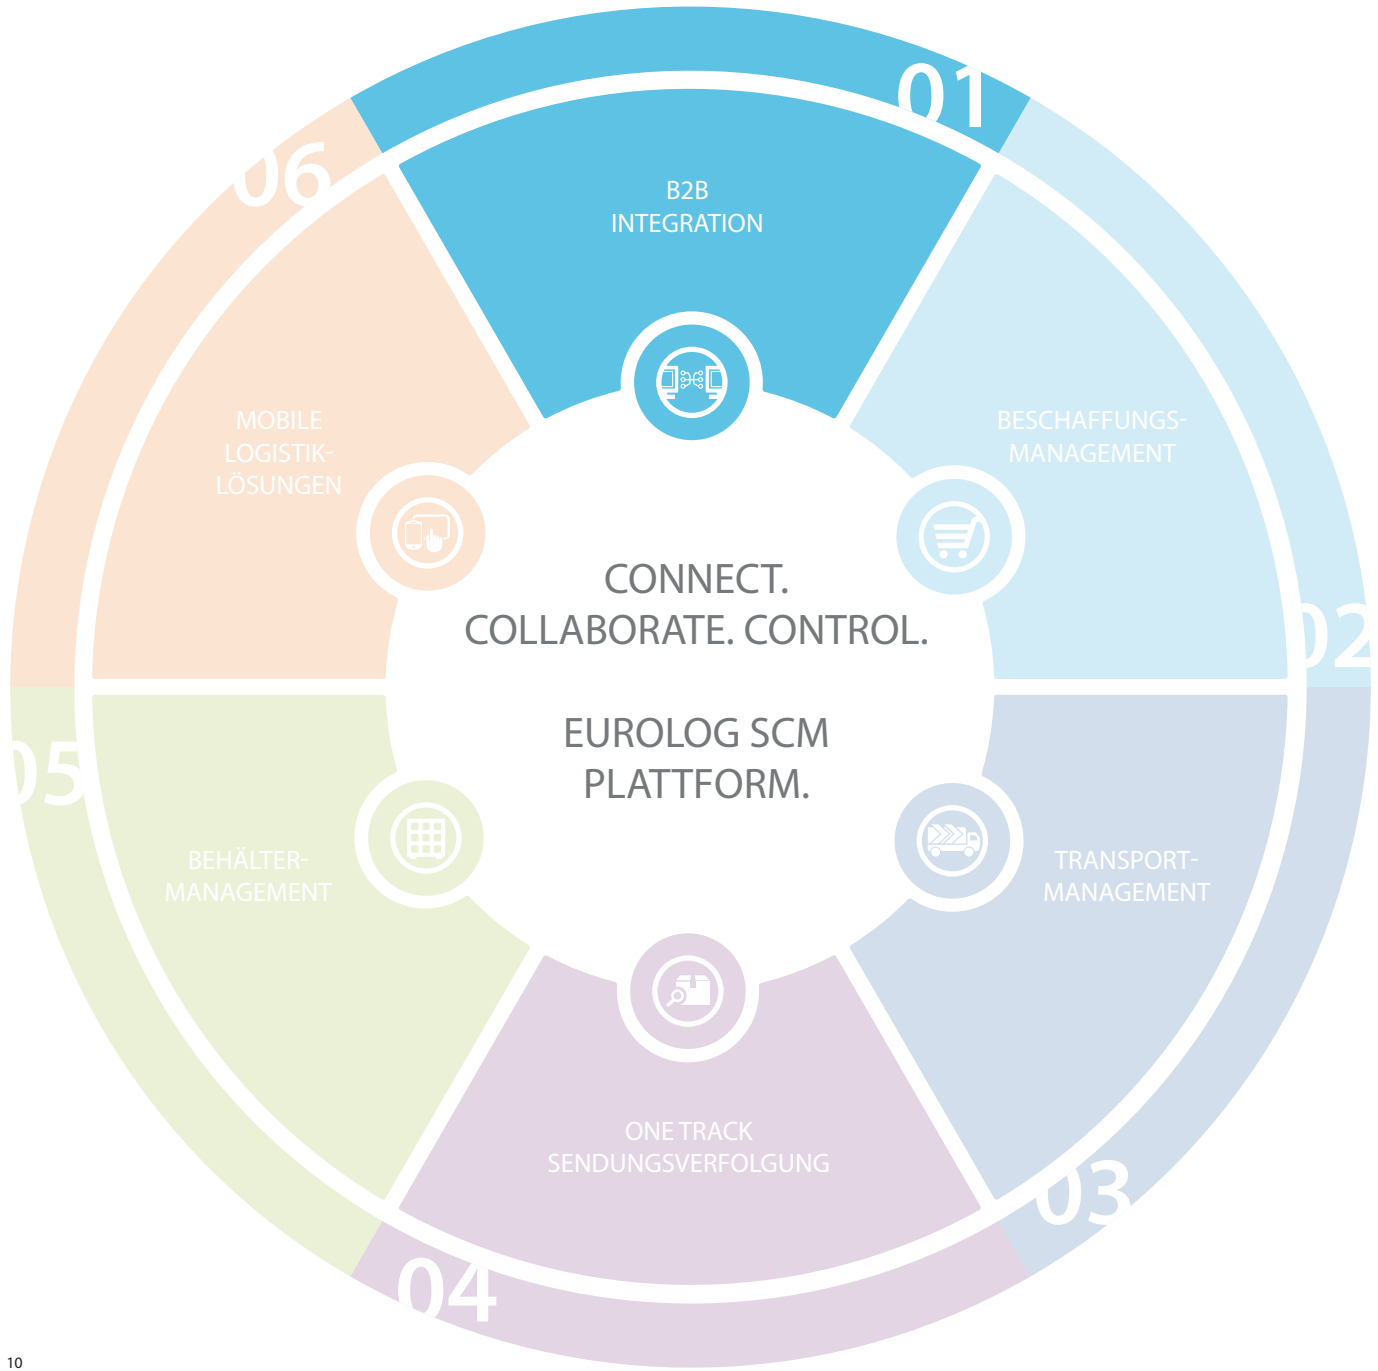 01
B2B
INTEGRATION
02
BESCHAFFUNGS-
MANAGEMENT
03
TRANSPORT-
MANAGEMENT
04
ONE TRACK
SENDUNGSVERFOLGUNG
05
BEHÄLTER-
MANAGEMENT
06
MOBILE
LOGISTIK-
LÖSUNGEN
CONNECT.
COLLABORATE. CONTROL.
EUROLOG SCM
PLATTFORM.
10